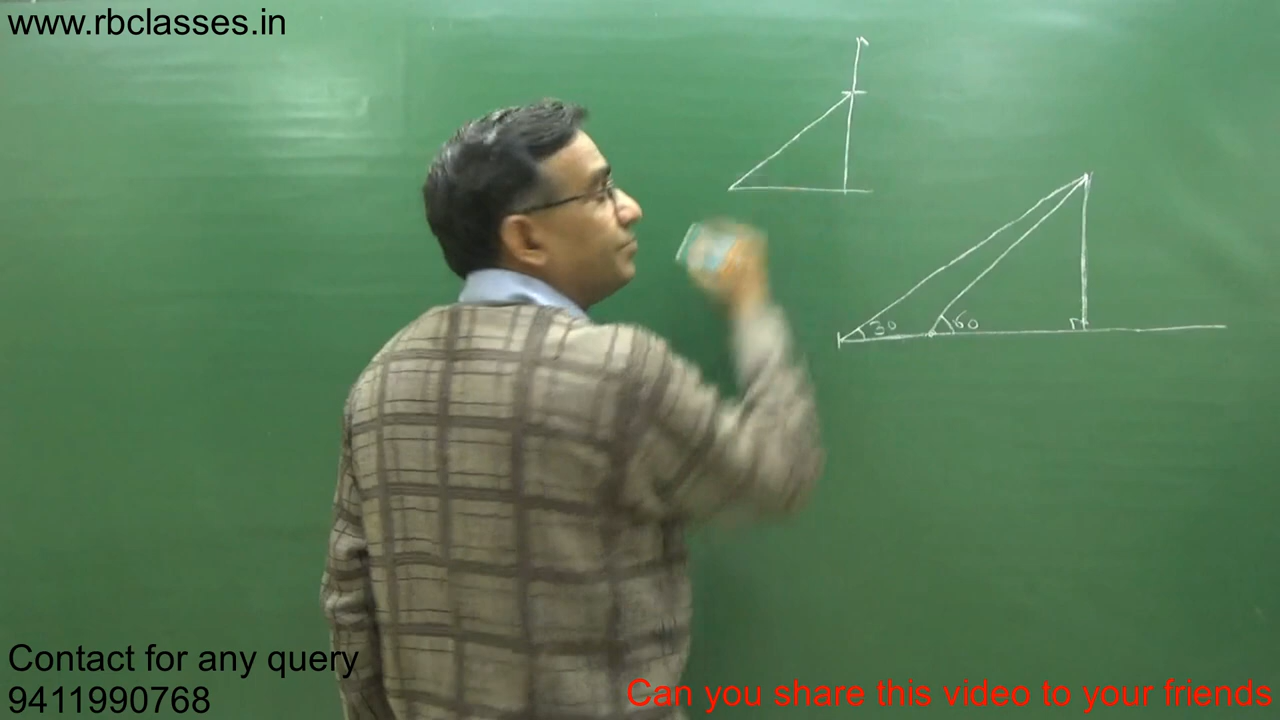 www.rbclasses.in
30
60
Contact for any query
9411990768
Can you share this video to your friends